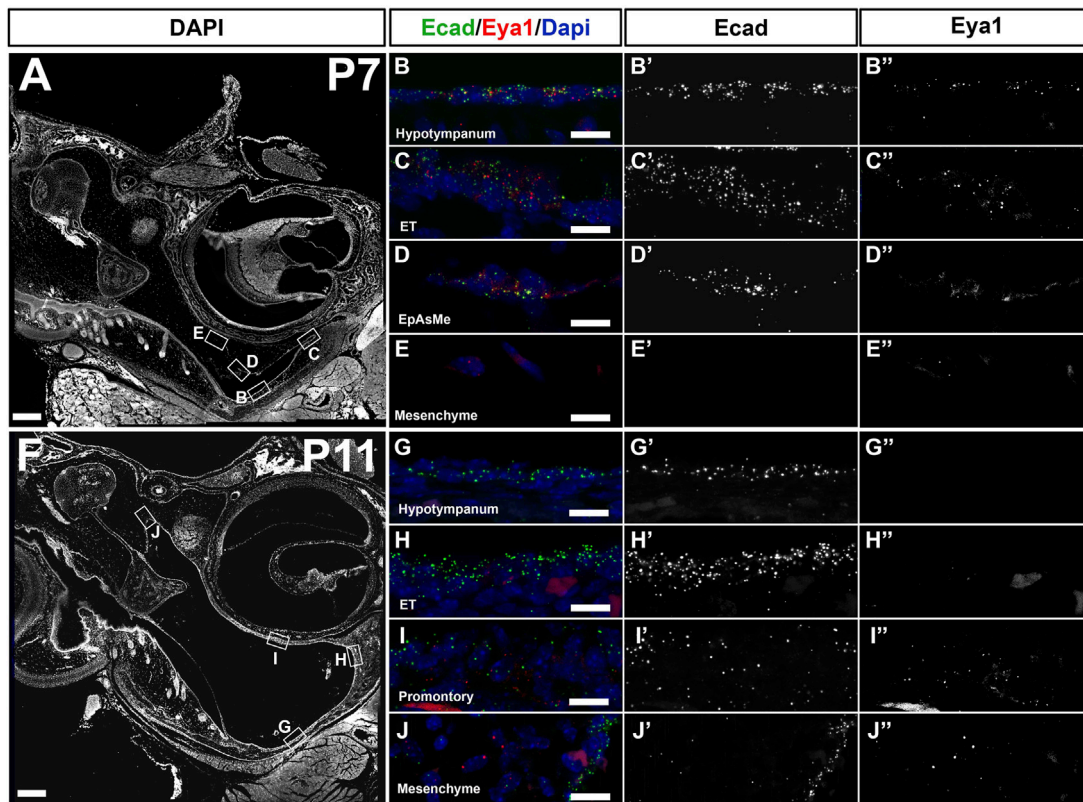 DAPI
Ecad/Eya1/Dapi
Ecad
Eya1
A
P7
B
Hypotympanum
B’
B’’
C
ET
C’
C’’
D
EpAsMe
D’
D’’
E
Mesenchyme
E’
E’’
E
D
C
B
F
P11
G
Hypotympanum
G’
G’’
H
ET
H’
H’’
I
Promontory
I’
I’’
J
Mesenchyme
J’
J’’
J
I
H
G